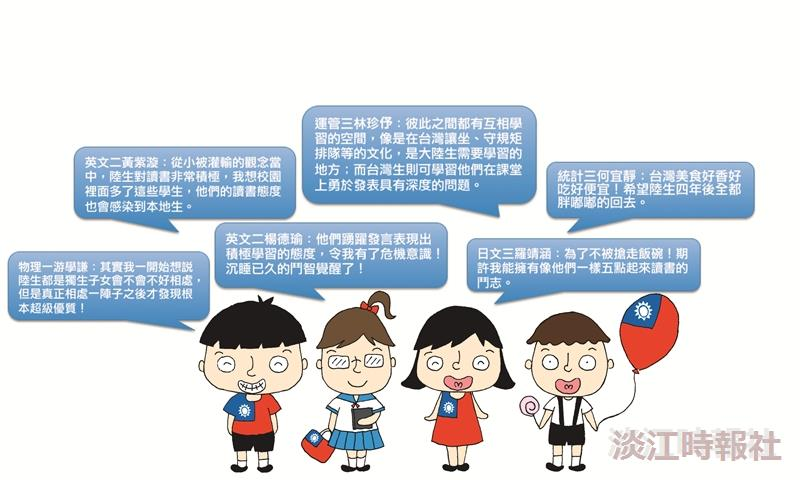 英文二黃紫漩：從小被灌輸的觀念當
中，陸生對讀書非常積極，我想校園
裡面多了這些學生，他們的讀書態度
也會感染到本地生。
運管三林珍伃：彼此之間都有互相學
習的空間，像是在台灣讓坐、守規矩
排隊等的文化，是大陸生需要學習的
地方；而台灣生則可學習他們在課堂
上勇於發表具有深度的問題。
統計三何宜靜：台灣美食好香好
吃好便宜！希望陸生四年後全都
胖嘟嘟的回去。
物理一游學謙：其實我一開始想說
陸生都是獨生子女會不會不好相處，
但是真正相處一陣子之後才發現根
本超級優質！
英文二楊德瑜：他們踴躍發言表現出
積極學習的態度，令我有了危機意識！
沉睡已久的鬥智覺醒了！
日文三羅靖涵：為了不被搶走飯碗！期
許我能擁有像他們一樣五點起來讀書的
鬥志。
淡江時報社